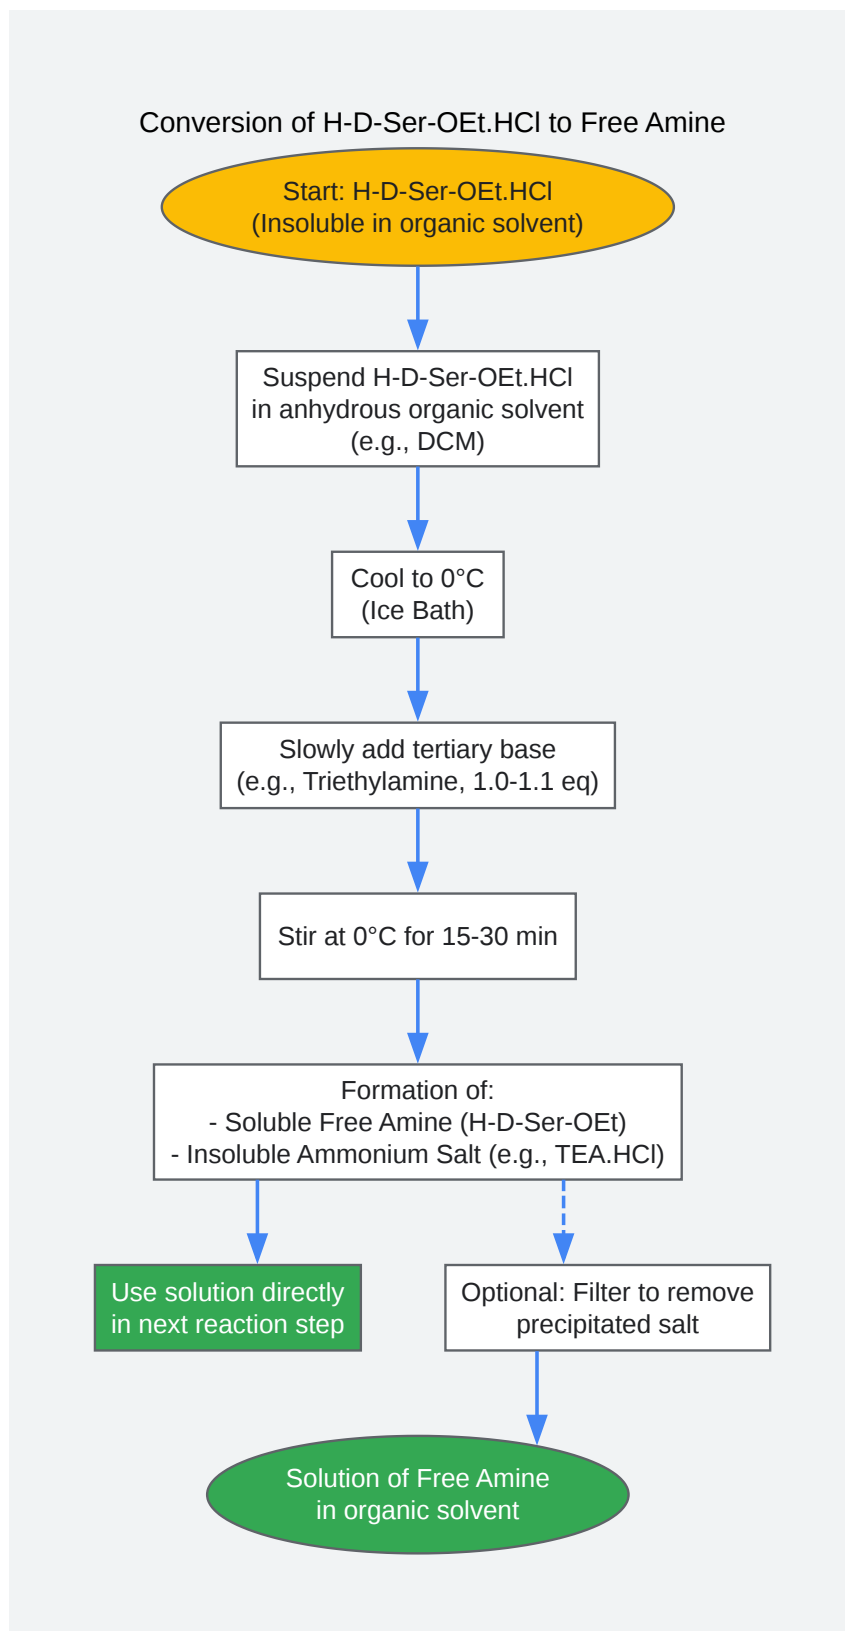 Conversion of H-D-Ser-OEt.HCl to Free Amine
Start: H-D-Ser-OEt.HCl
(Insoluble in organic solvent)
Suspend H-D-Ser-OEt.HCl
in anhydrous organic solvent
(e.g., DCM)
Cool to 0°C
(Ice Bath)
Slowly add tertiary base
(e.g., Triethylamine, 1.0-1.1 eq)
Stir at 0°C for 15-30 min
Formation of:
- Soluble Free Amine (H-D-Ser-OEt)
- Insoluble Ammonium Salt (e.g., TEA.HCl)
Use solution directly
in next reaction step
Optional: Filter to remove
precipitated salt
Solution of Free Amine
in organic solvent